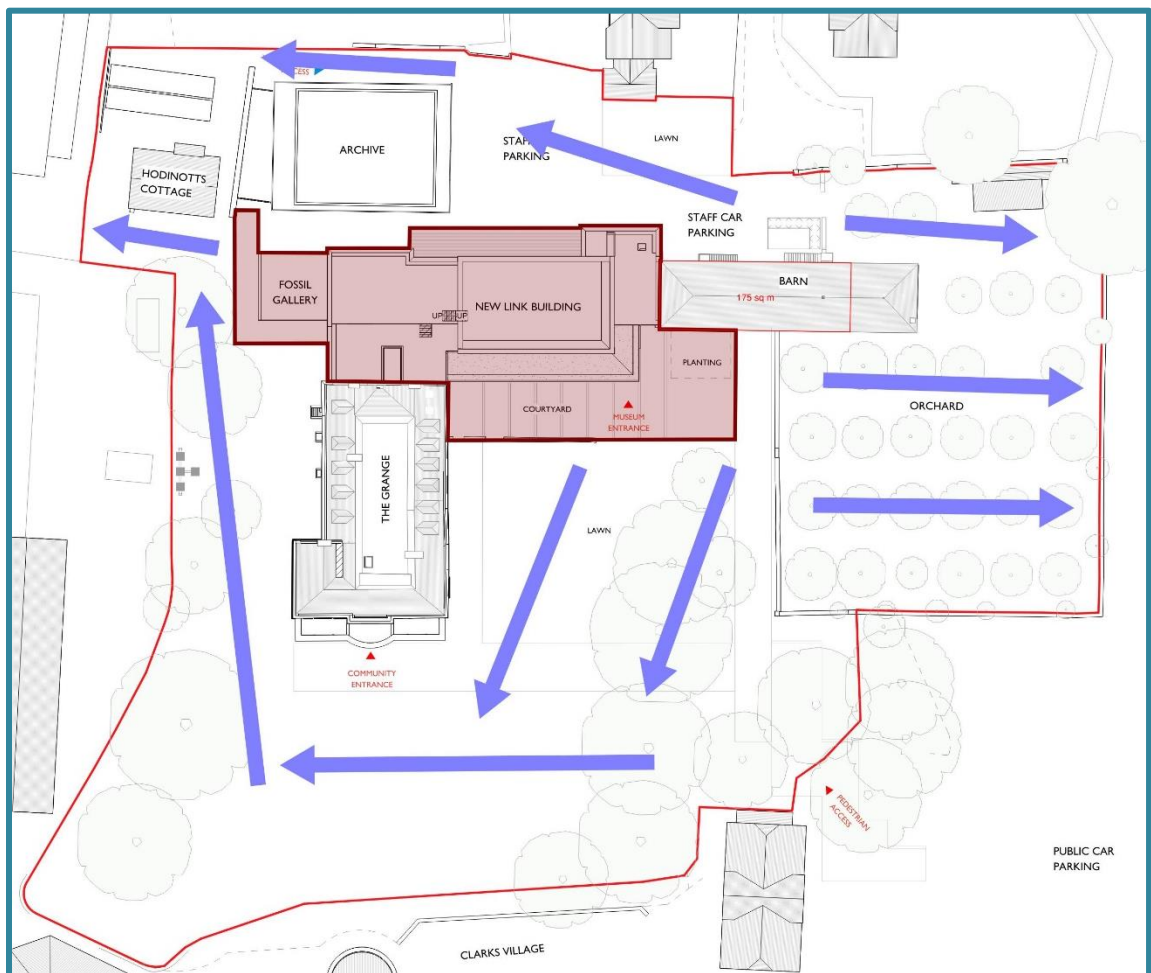 CESS
ARCHIVE
STAFF
PARKING
LAWN
HODINOTTS
COTTAGE
STAFF CAR
PARKING
FOSSIL
GALLERY
NEW LINK BUILDING
UP UP
BARN
175 sq m
PLANTING
COURTYARD
MUSEUM
ENTRANCE
ORCHARD
THE GRANGE
LAWN
COMMUNITY
ENTRANCE
PEDESTRIAN
ACCESS
PUBLIC CAR
PARKING
CLARKS VILLAGE